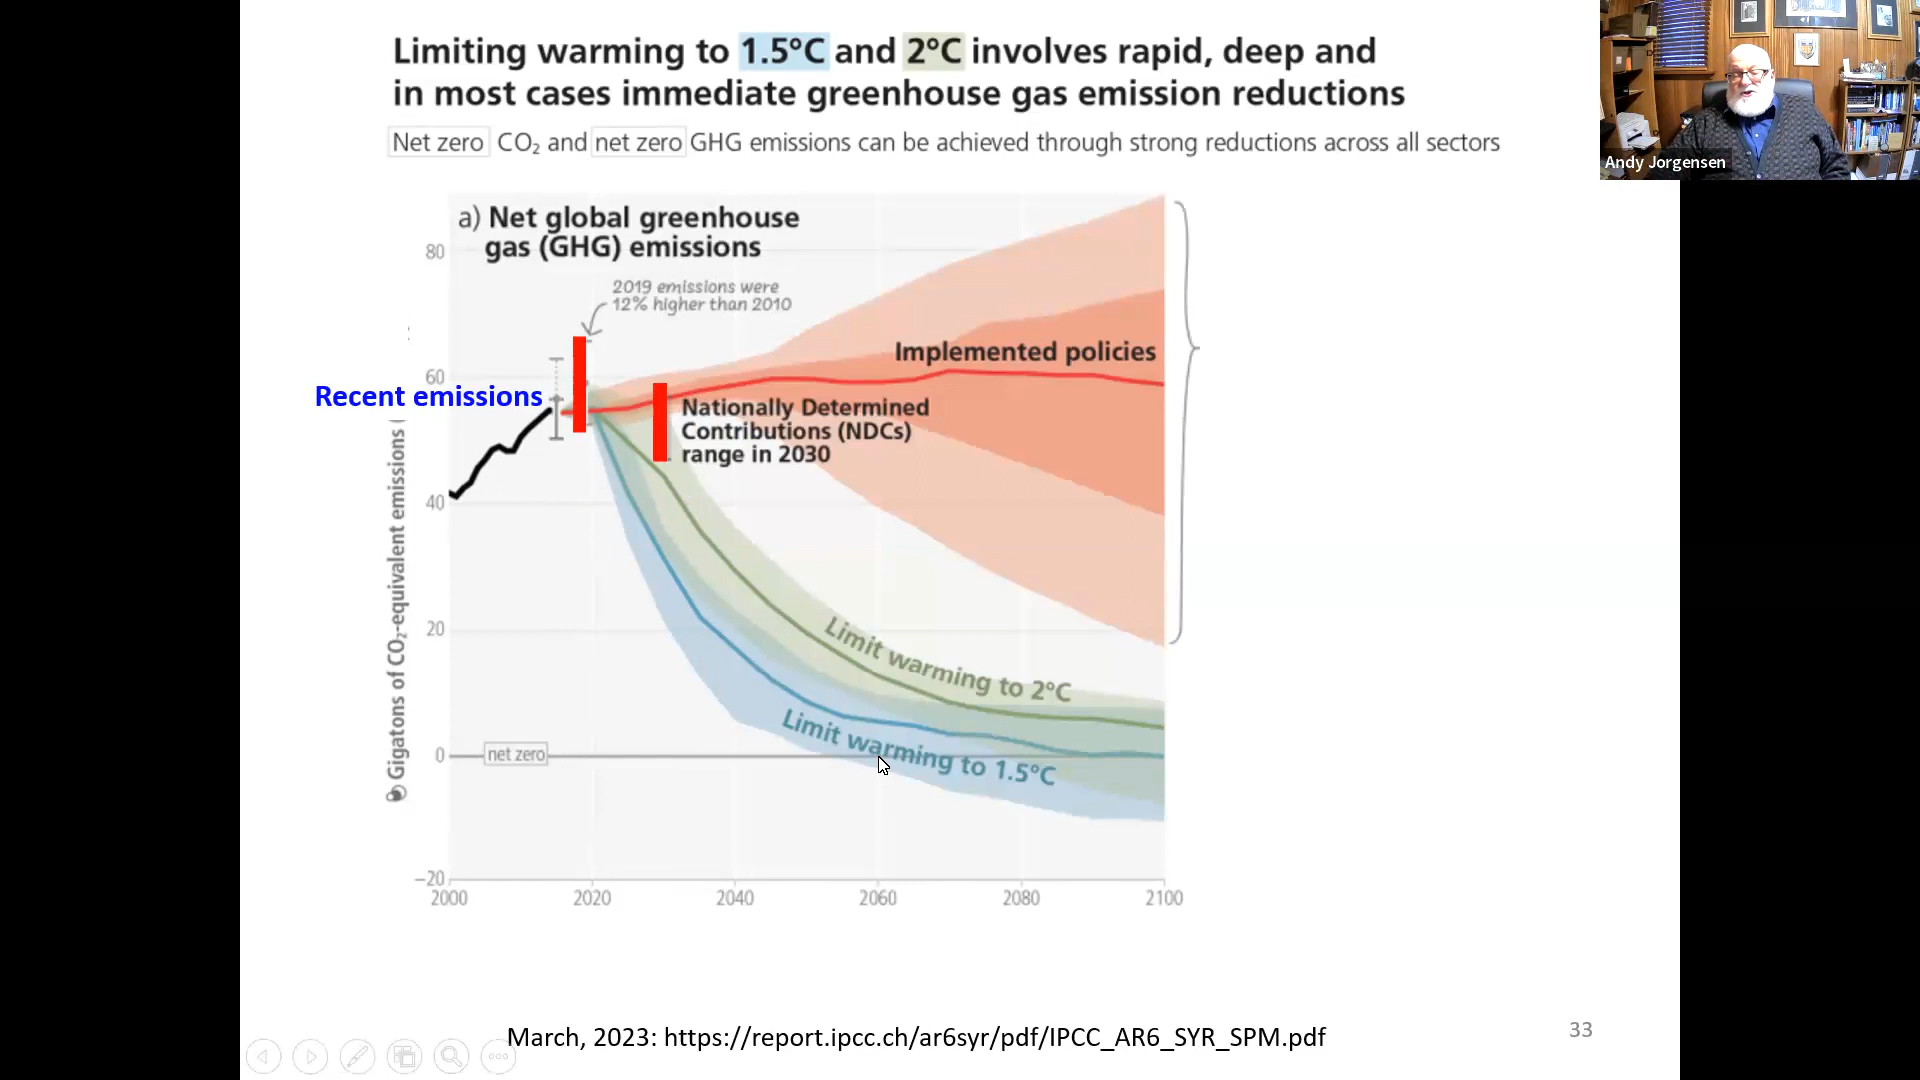 Limiting warming to 1.5°C and 2°C involves rapid, deep and
in most cases immediate greenhouse gas emission reductions
Net zero CO₂ and net zero GHG emissions can be achieved through strong reductions across all sectors
Andy Jorgensen
a) Net global greenhouse
gas (GHG) emissions
2019 emissions were
12% higher than 2010
80
60
40
20
0
−20
Recent emissions
Gigatons of CO₂-equivalent emissions (
Implemented policies
Nationally Determined
Contributions (NDCs)
range in 2030
Limit warming to 2°C
Limit warming to 1.5°C
net zero
2000 2020 2040 2060 2080 2100
March, 2023: https://report.ipcc.ch/ar6syr/pdf/IPCC_AR6_SYR_SPM.pdf
33